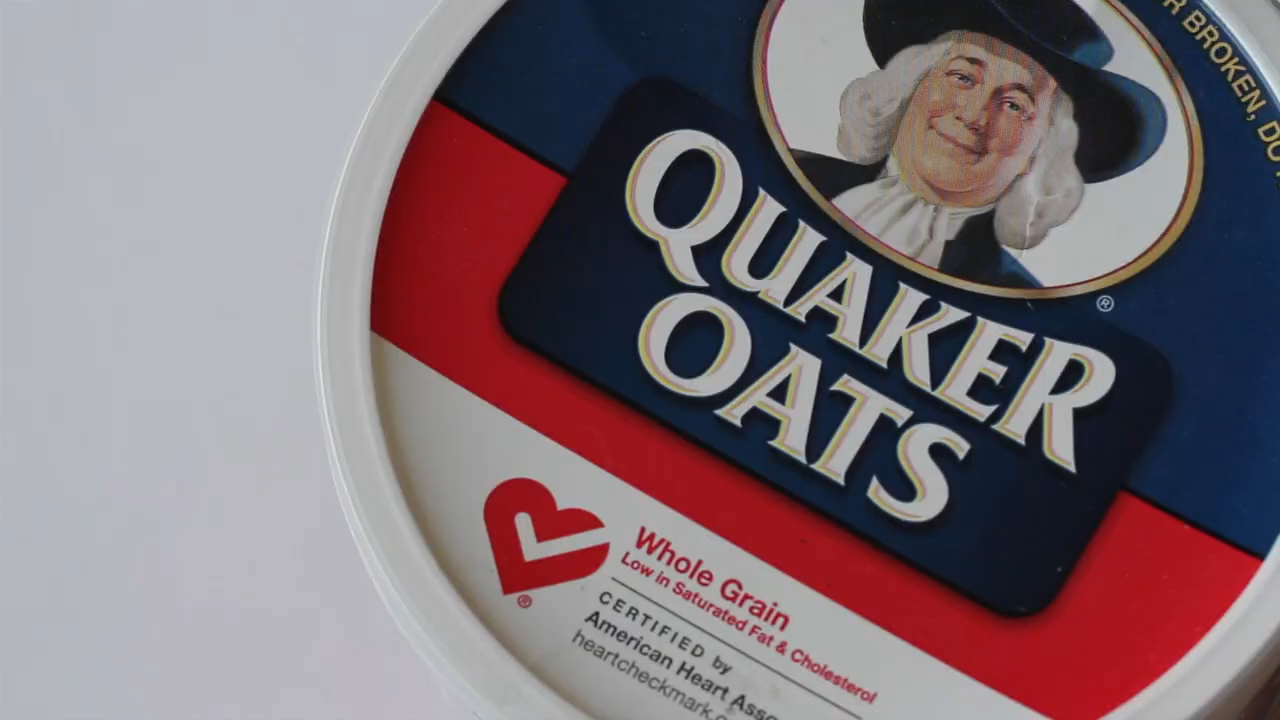 R BROKEN, DO
QUAKER
OATS
®
Whole Grain
Low in Saturated Fat & Cholesterol
®
CERTIFIED by
American Heart Asso
heartcheckmark.